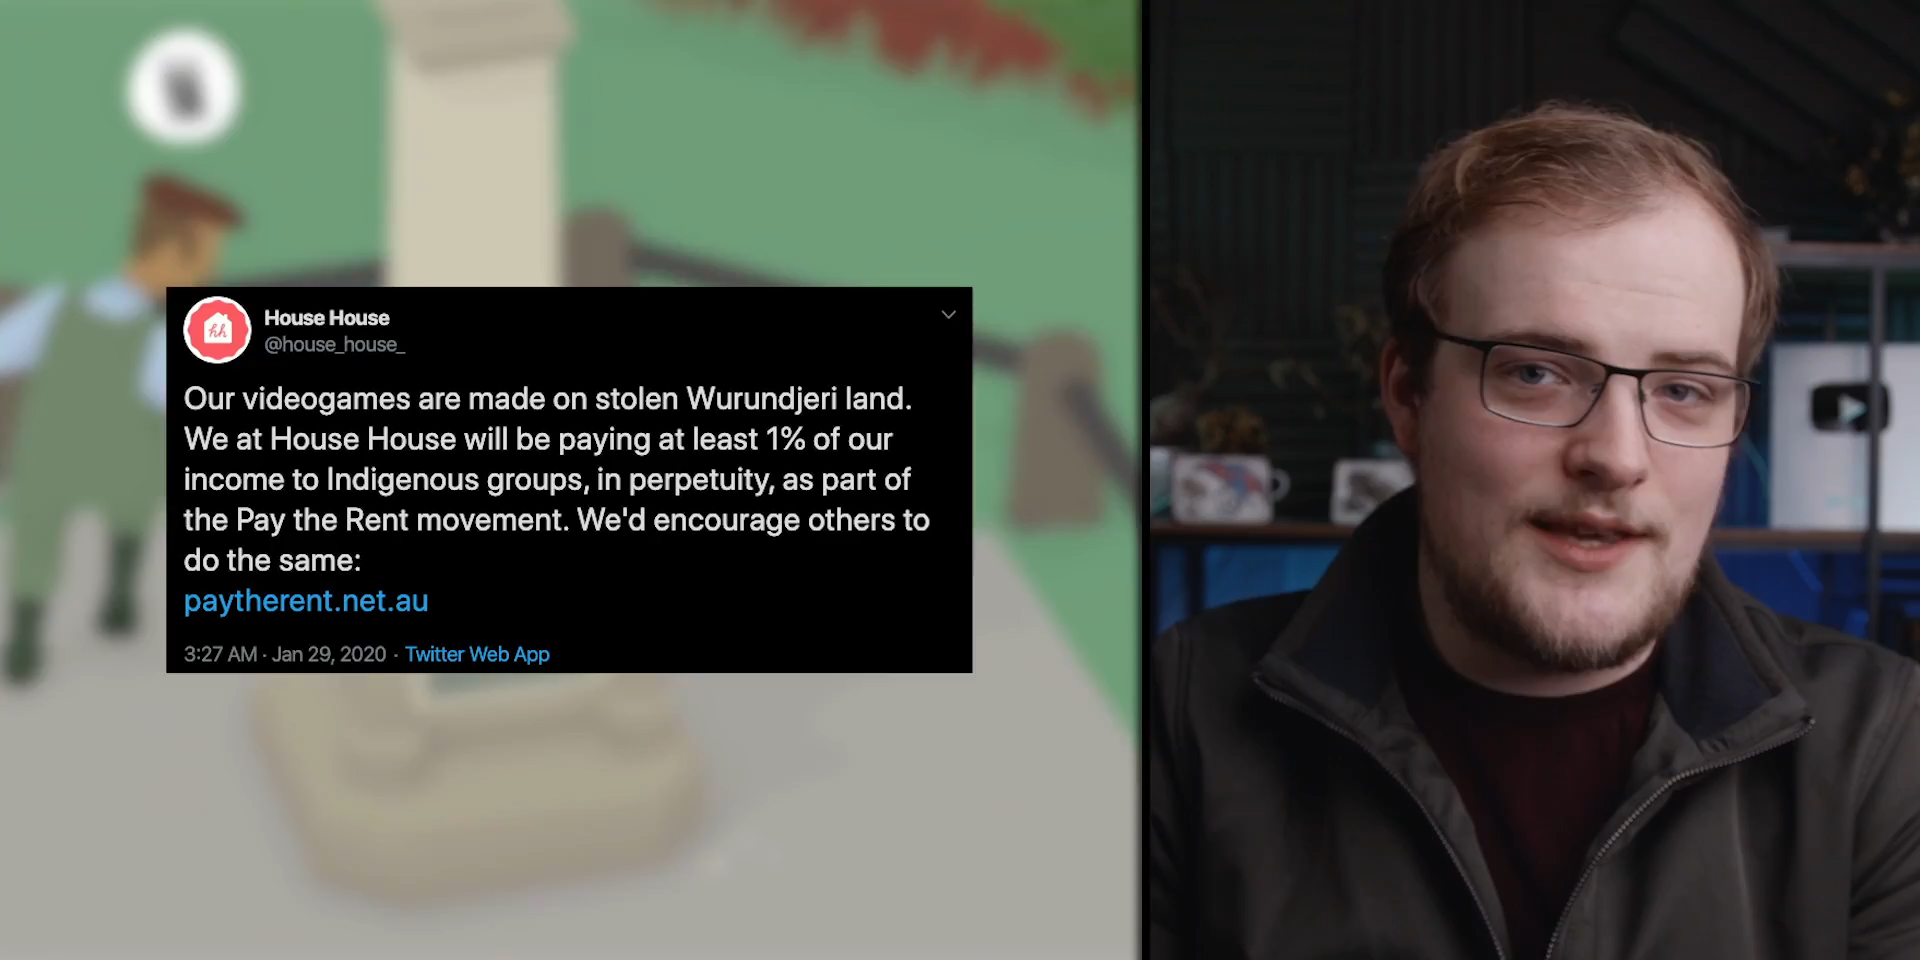 House House
@house_house_
Our videogames are made on stolen Wurundjeri land.
We at House House will be paying at least 1% of our
income to Indigenous groups, in perpetuity, as part of
the Pay the Rent movement. We'd encourage others to
do the same:
paytherent.net.au
3:27 AM · Jan 29, 2020 · Twitter Web App
hh